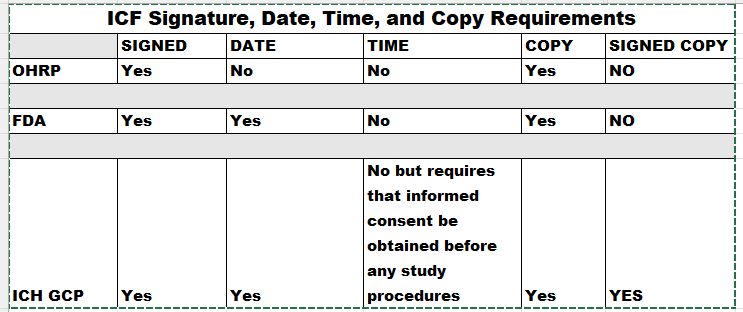 ICF Signature, Date, Time, and Copy Requirements
SIGNED DATE TIME COPY SIGNED COPY
OHRP Yes No No Yes NO
FDA Yes Yes No Yes NO
No but requires
that informed
consent be
obtained before
any study
ICH GCP Yes Yes procedures Yes YES